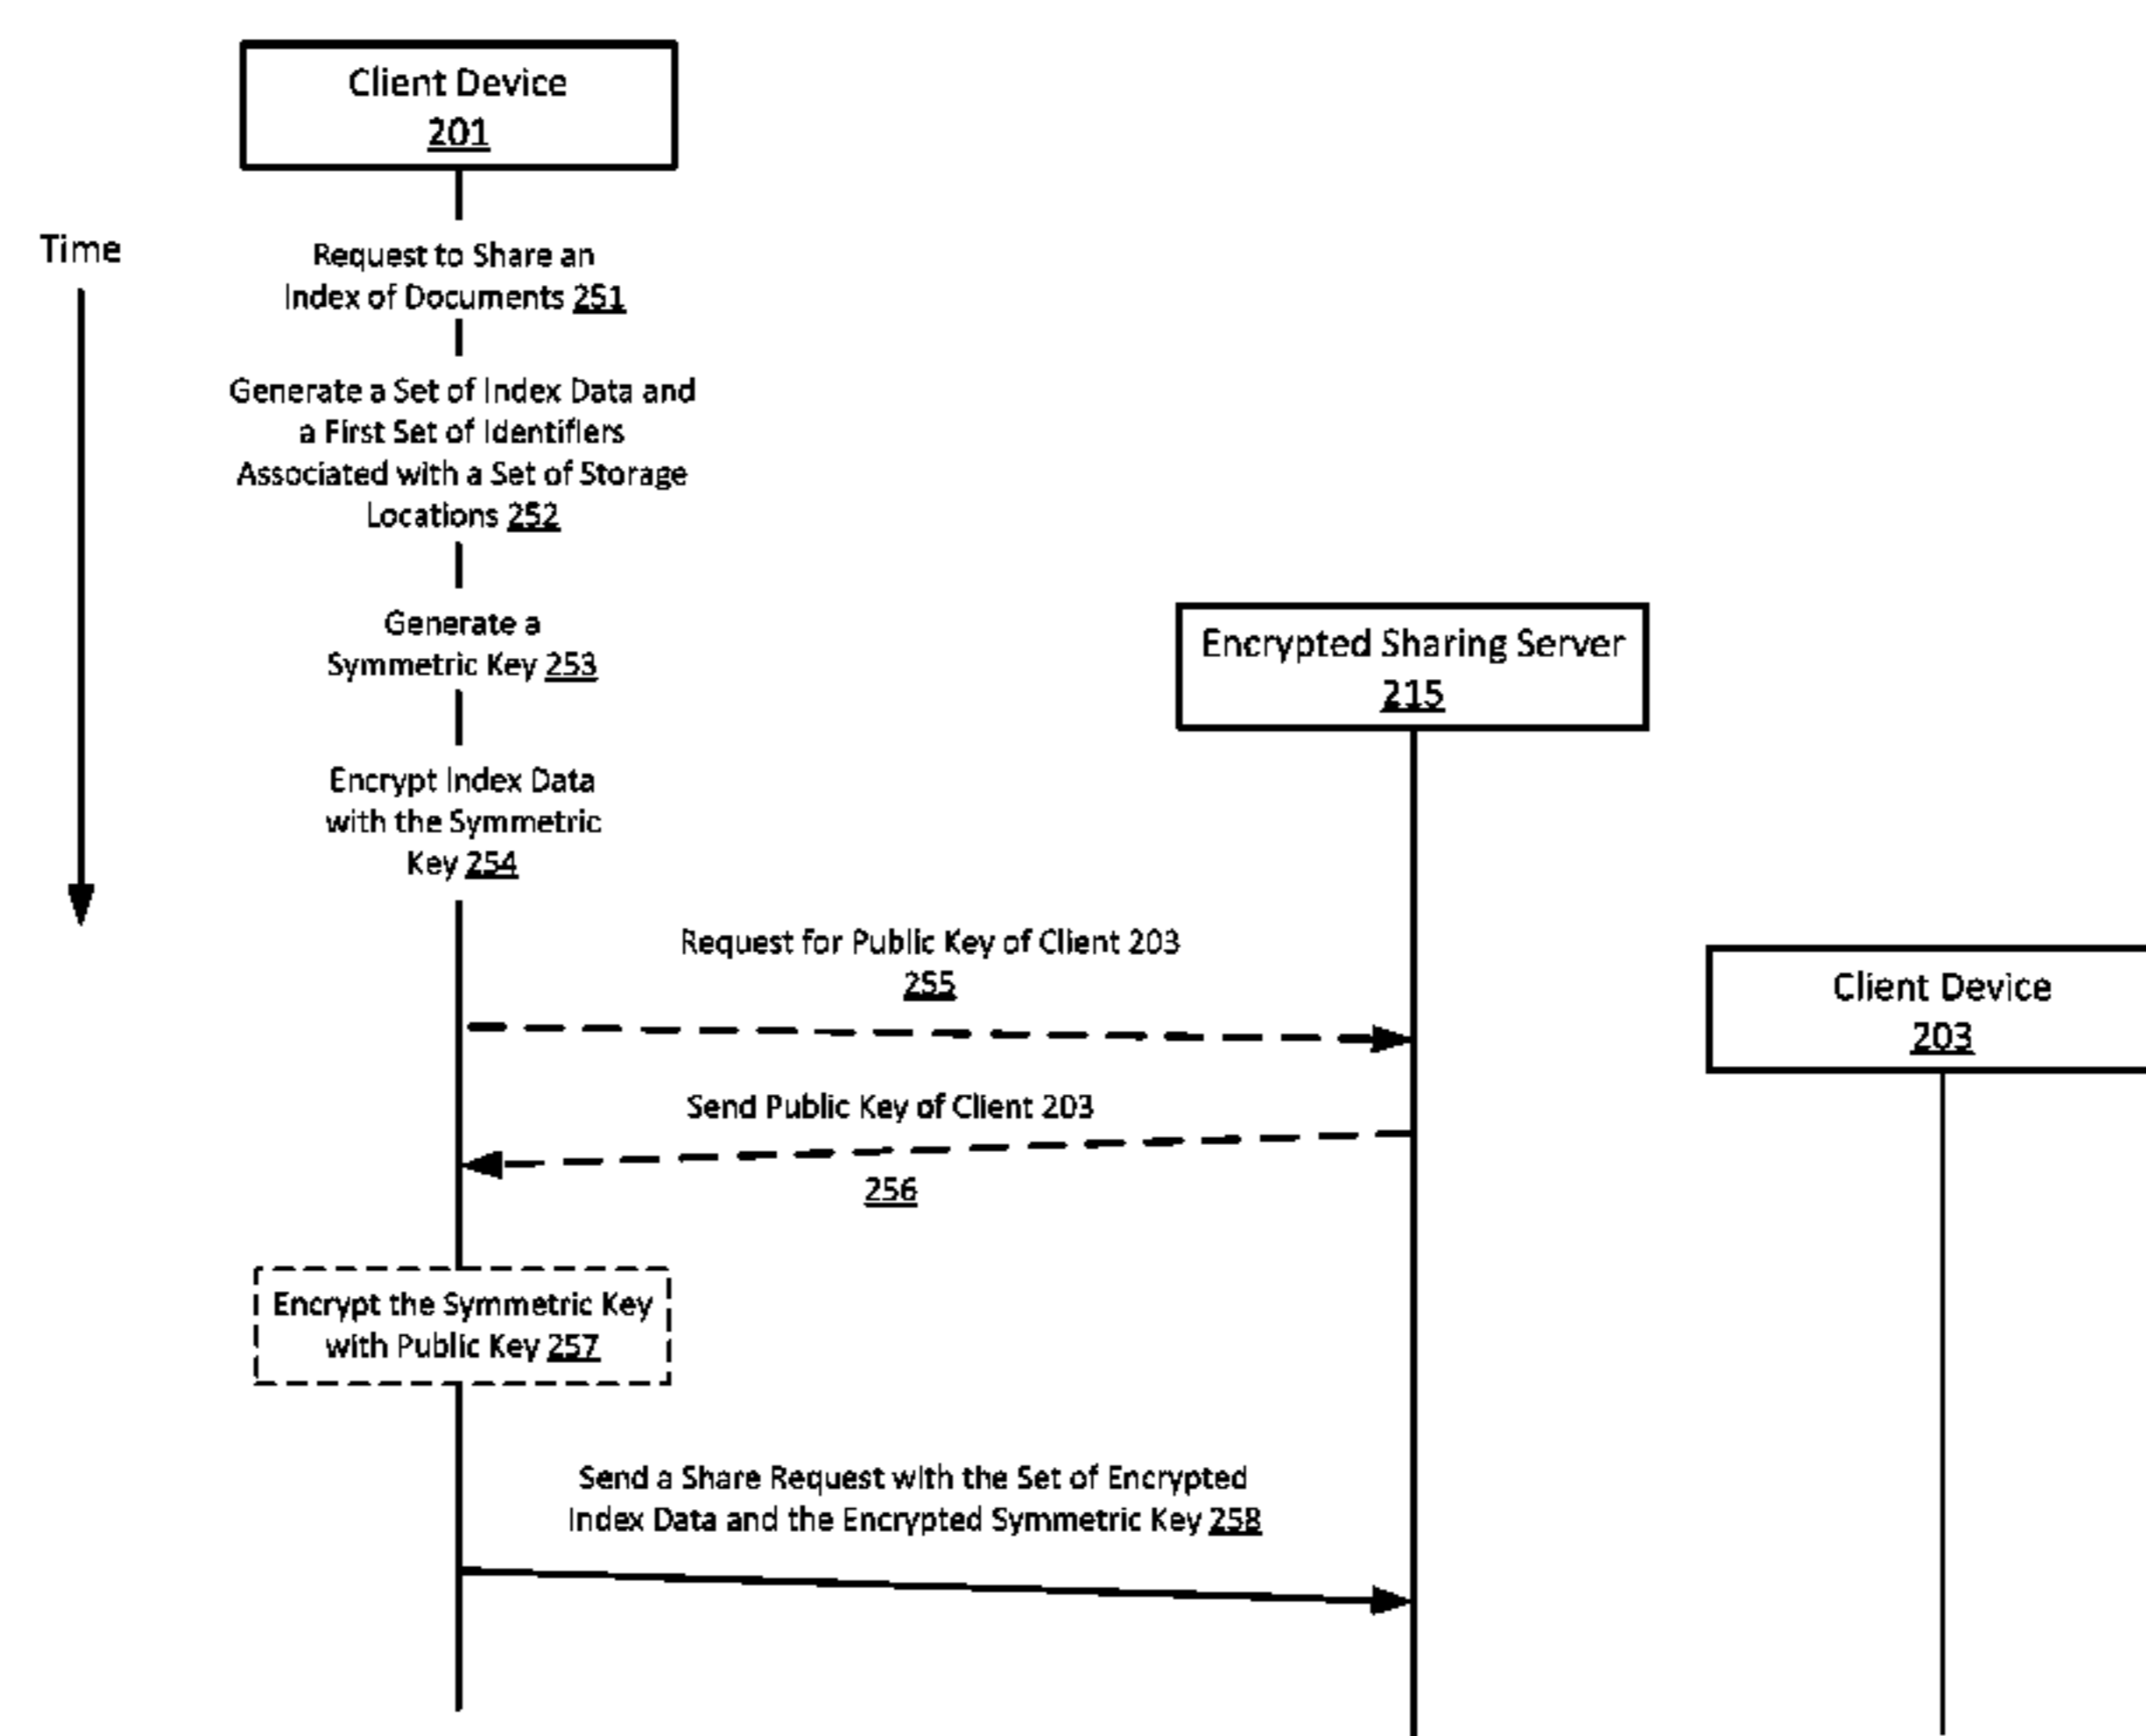 Client Device
201
Time
Request to Share an
Index of Documents 251
Generate a Set of Index Data and
a First Set of Identifiers
Associated with a Set of Storage
Locations 252
Generate a
Symmetric Key 253
Encrypted Sharing Server
215
Encrypt Index Data
with the Symmetric
Key 254
Request for Public Key of Client 203
255
Client Device
203
Send Public Key of Client 203
256
Encrypt the Symmetric Key
with Public Key 257
Send a Share Request with the Set of Encrypted
Index Data and the Encrypted Symmetric Key 258